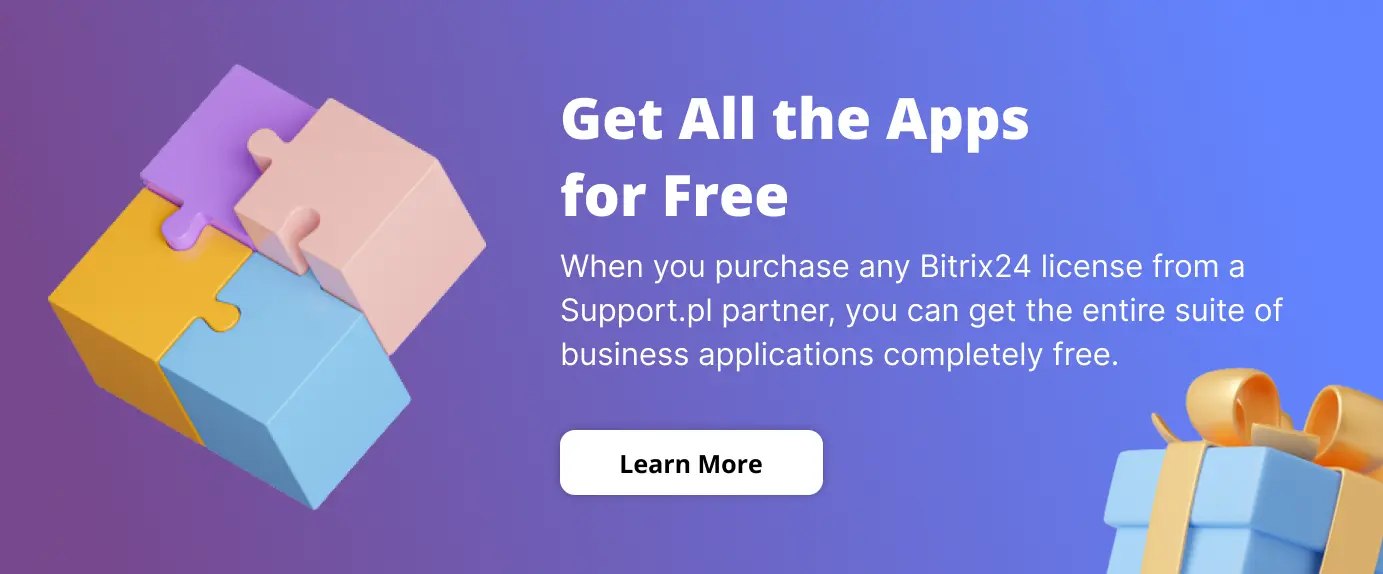 Get All the Apps
for Free
When you purchase any Bitrix24 license from a
Support.pl partner, you can get the entire suite of
business applications completely free.
Learn More